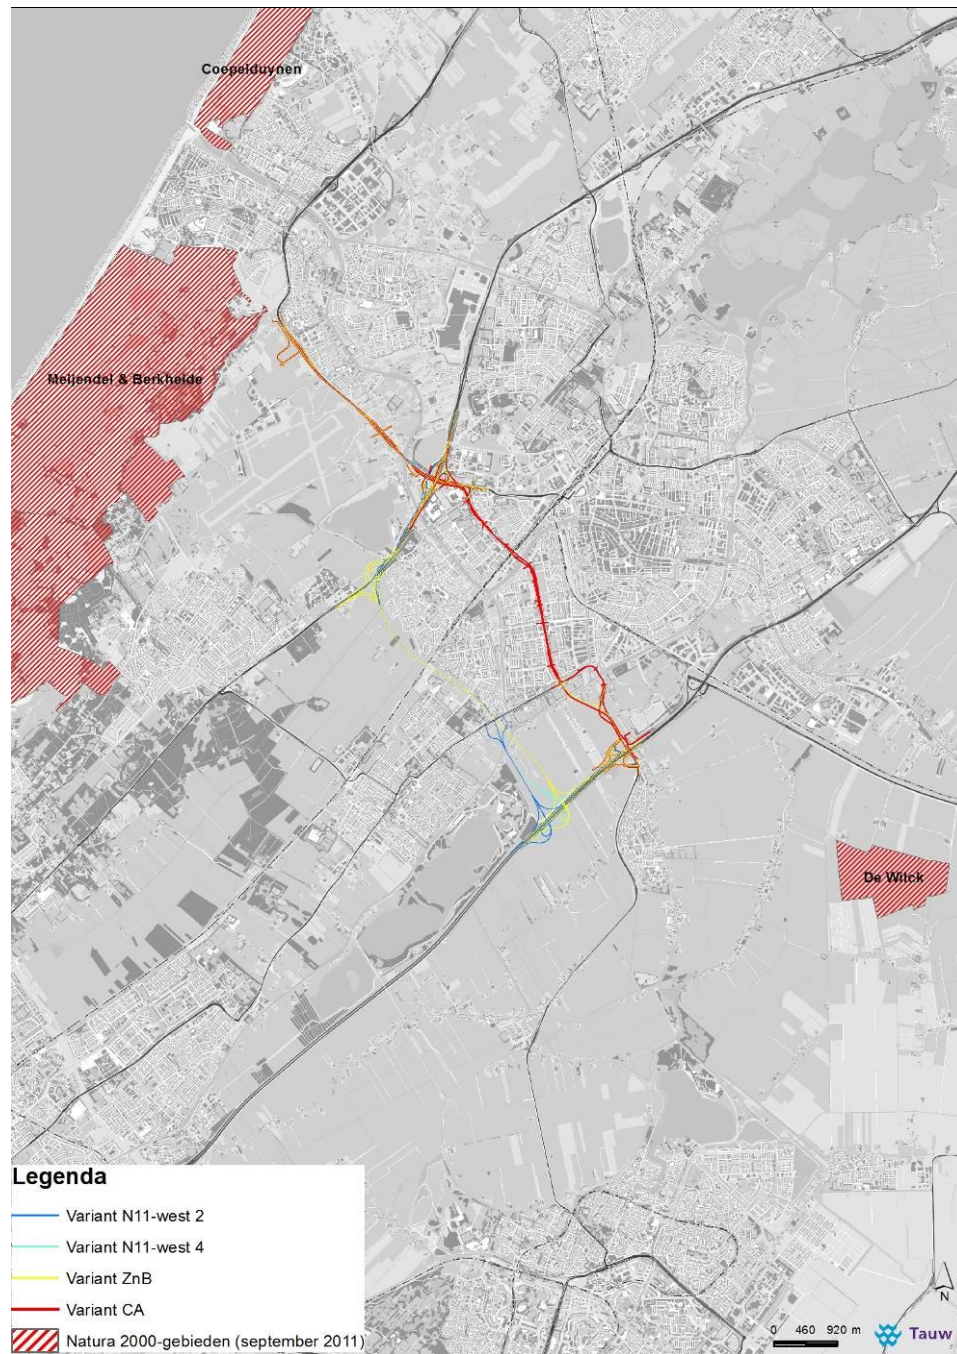 Coepelduynen
Meijendel & Berkheide
De Wilck
Legenda
Variant N11-west 2
Variant N11-west 4
Variant ZnB
Variant CA
Natura 2000-gebieden (september 2011)
N
0 460 920 m
Tauw